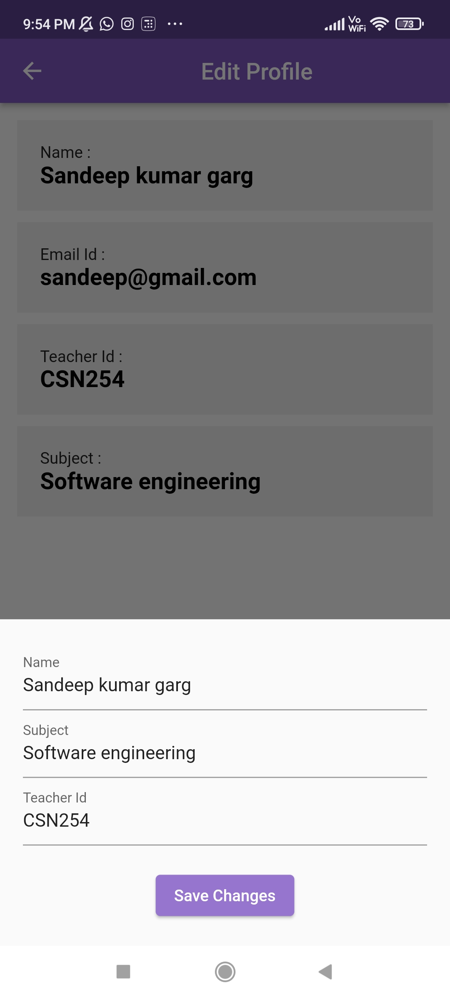 9:54 PM
Vo
WiFi
73
Edit Profile
Name :
Sandeep kumar garg
Email Id :
sandeep@gmail.com
Teacher Id :
CSN254
Subject :
Software engineering
Name
Sandeep kumar garg
Subject
Software engineering
Teacher Id
CSN254
Save Changes